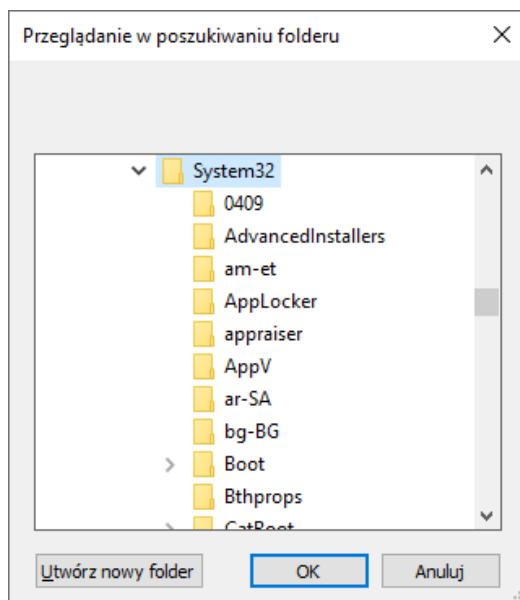 Przeglądanie w poszukiwaniu folderu
System32
0409
AdvancedInstallers
am-et
AppLocker
appraiser
AppV
ar-SA
bg-BG
Boot
Bthprops
CatRoot
Utwórz nowy folder
OK
Anuluj